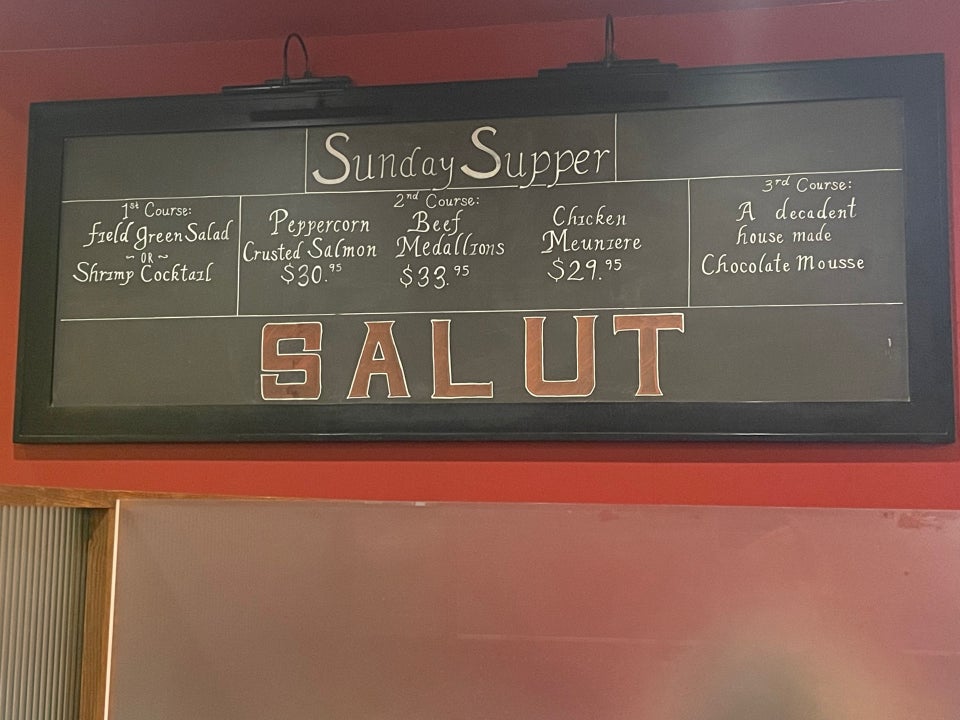 Sunday Supper
1st Course:
field green Salad
~ OR ~
Shrimp Cocktail
2nd Course:
Peppercorn
Crusted Salmon
$30.95
Beef
Medallions
$33.95
Chicken
Meuniere
$29.95
3rd Course:
A decadent
house made
Chocolate Mousse
SALUT